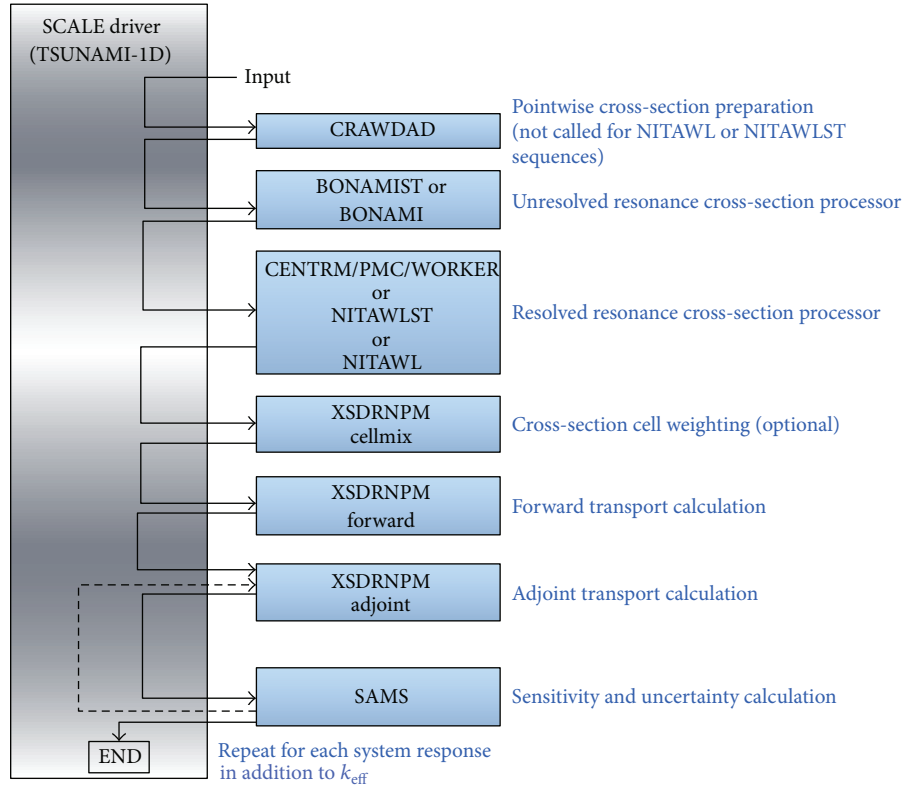 SCALE driver
(TSUNAMI-1D)
Input
CRAWDAD
Pointwise cross-section preparation
(not called for NITAWL or NITAWLST
sequences)
BONAMIST or
BONAMI
Unresolved resonance cross-section processor
CENTRM/PMC/WORKER
or
NITAWLST
or
NITAWL
Resolved resonance cross-section processor
XSDRNPM
cellmix
Cross-section cell weighting (optional)
XSDRNPM
forward
Forward transport calculation
XSDRNPM
adjoint
Adjoint transport calculation
SAMS
Sensitivity and uncertainty calculation
END
Repeat for each system response
in addition to k_eff